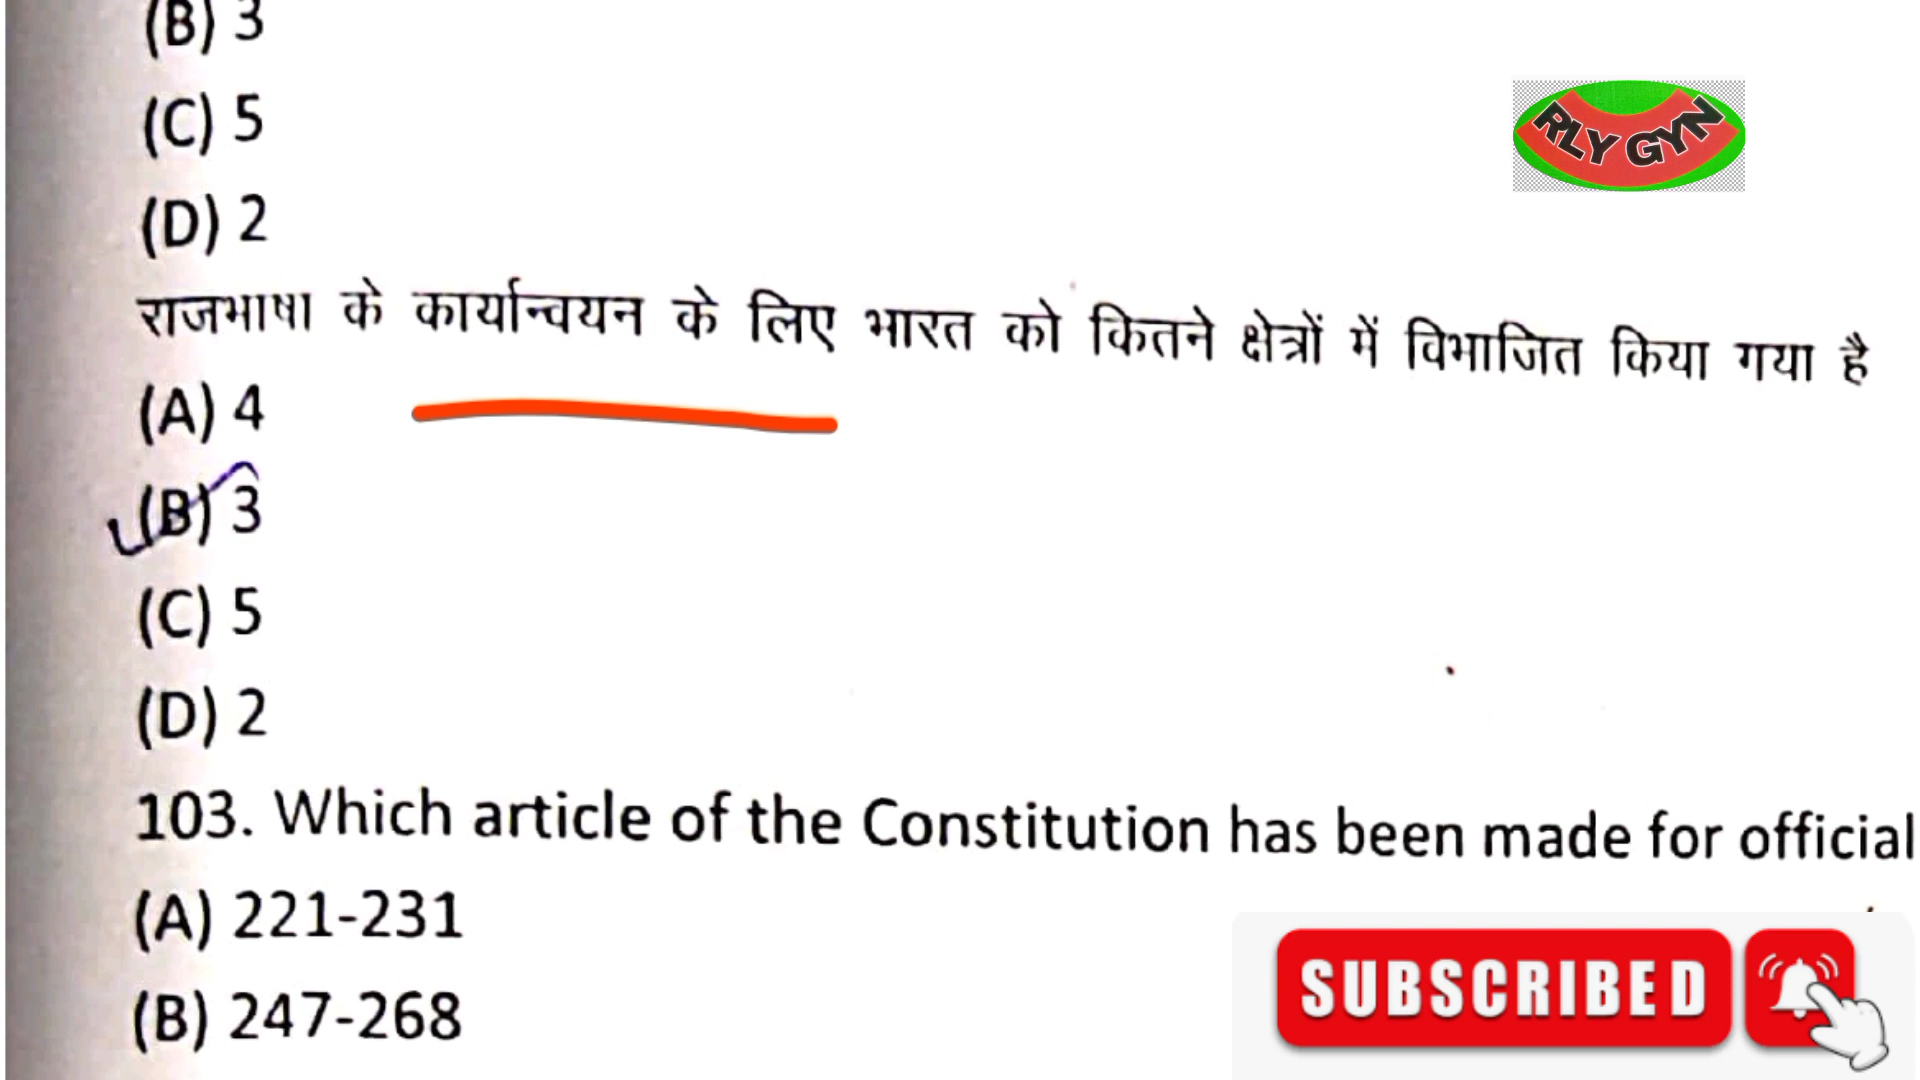 (B) 3
(C) 5
RLY GYN
(D) 2
राजभाषा के कार्यान्वयन के लिए भारत को कितने क्षेत्रों में विभाजित किया गया है
(A) 4
(B) 3
(C) 5
(D) 2
103. Which article of the Constitution has been made for official
(A) 221-231
(B) 247-268
SUBSCRIBED